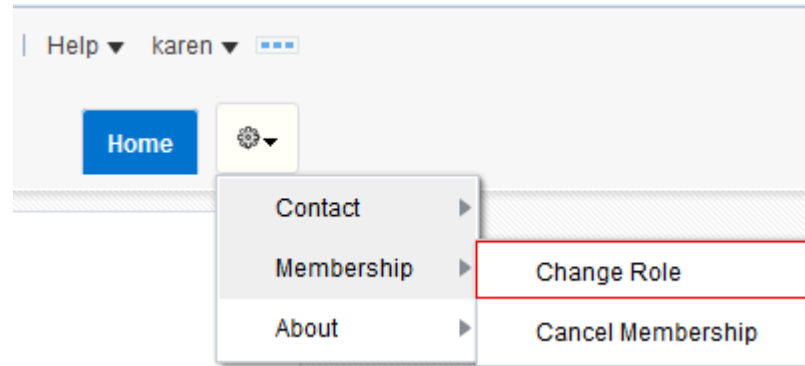 Help karen
Home
Contact
Membership
Change Role
About
Cancel Membership